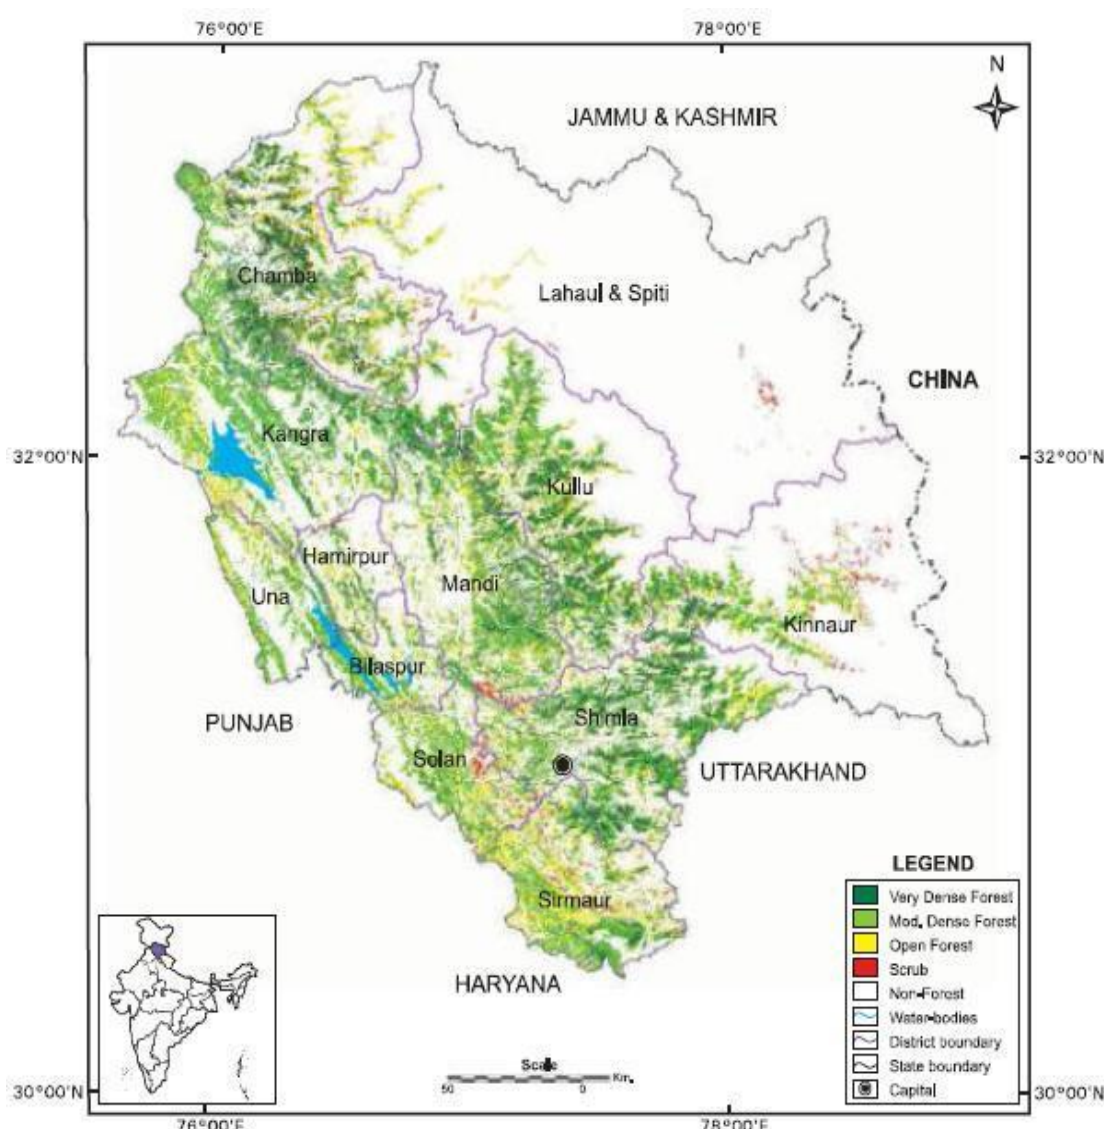 76°00'E 78°00'E
N
JAMMU & KASHMIR
Chamba
Lahaul & Spiti
CHINA
Kangra
32°00'N 32°00'N
Kullu
Hamirpur
Mandi
Una
Kinnaur
Bilaspur
PUNJAB
Shimla
Solan
UTTARAKHAND
LEGEND
Very Dense Forest
Mod. Dense Forest
Open Forest
Scrub
Non-Forest
Water-bodies
District boundary
State boundary
Capital
Sirmaur
HARYANA
Scale
50 0 Km.
30°00'N 30°00'N
76°00'E 78°00'E